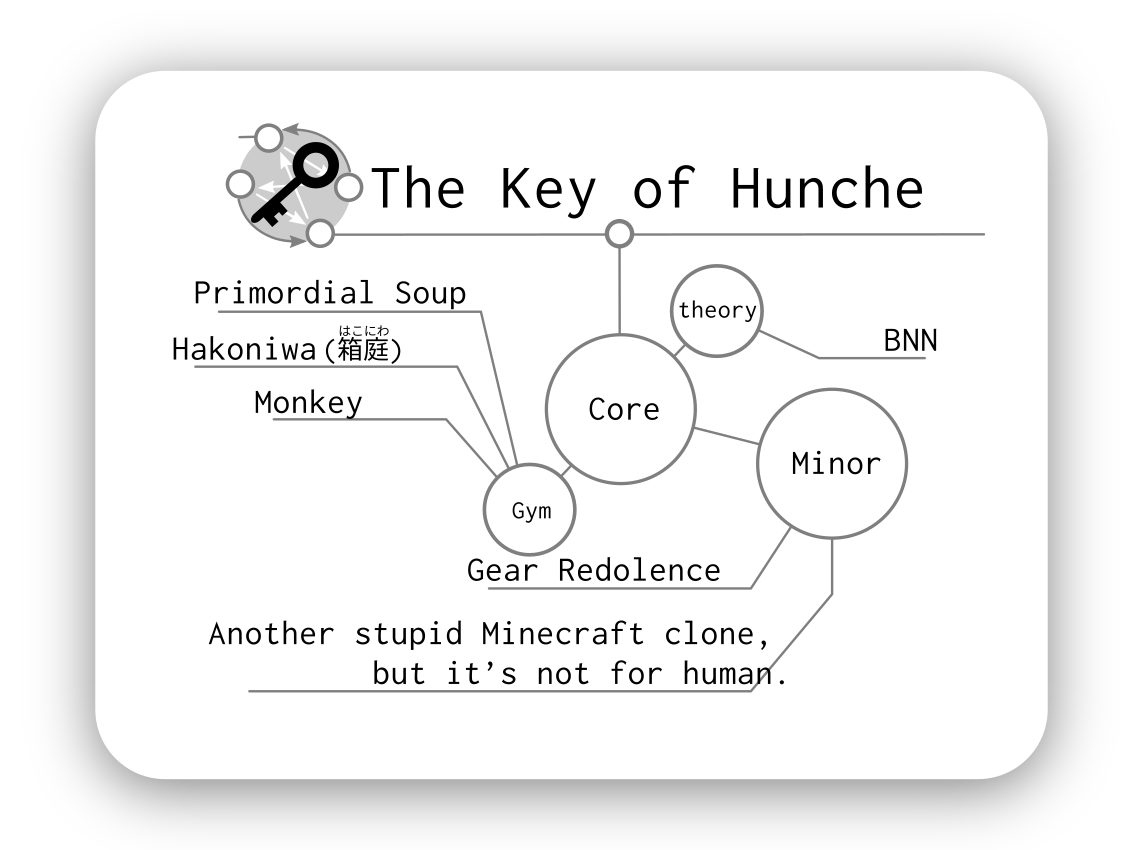 The Key of Hunche
theory
Primordial Soup
BNN
はこにわ
Hakoniwa(箱庭)
Monkey
Core
Minor
Gym
Gear Redolence
Another stupid Minecraft clone,
but it’s not for human.